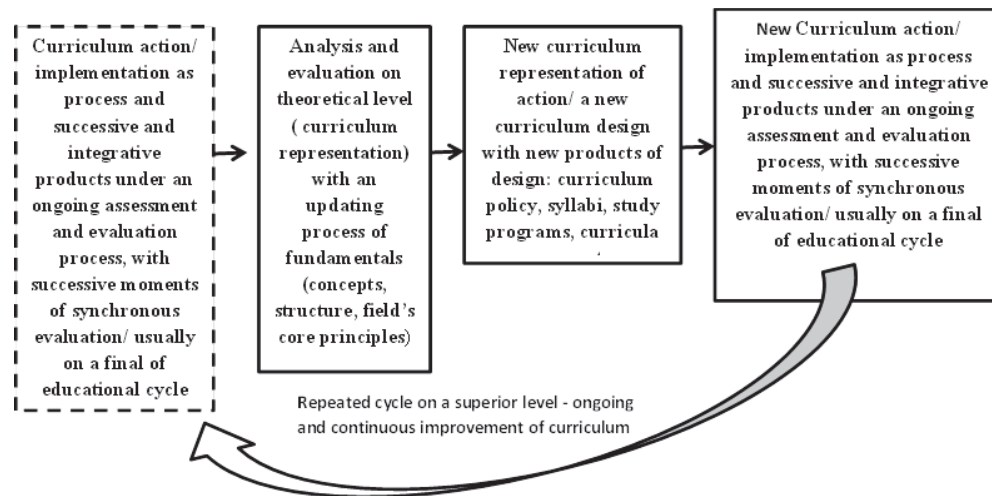 Curriculum action/
implementation as
process and
successive and
integrative
products under an
ongoing assessment
and evaluation
process, with
successive moments
of synchronous
evaluation/ usually
on a final of
educational cycle
Analysis and
evaluation on
theoretical level
( curriculum
representation)
with an
updating
process of
fundamentals
(concepts,
structure, field's
core principles)
New curriculum
representation of
action/ a new
curriculum design
with new products
of design: curriculum
policy, syllabi, study
programs, curricula
.
New Curriculum action/
implementation as process
and successive and integrative
products under an ongoing
assessment and evaluation
process, with successive
moments of synchronous
evaluation/ usually on a final
of educational cycle
Repeated cycle on a superior level - ongoing
and continuous improvement of curriculum